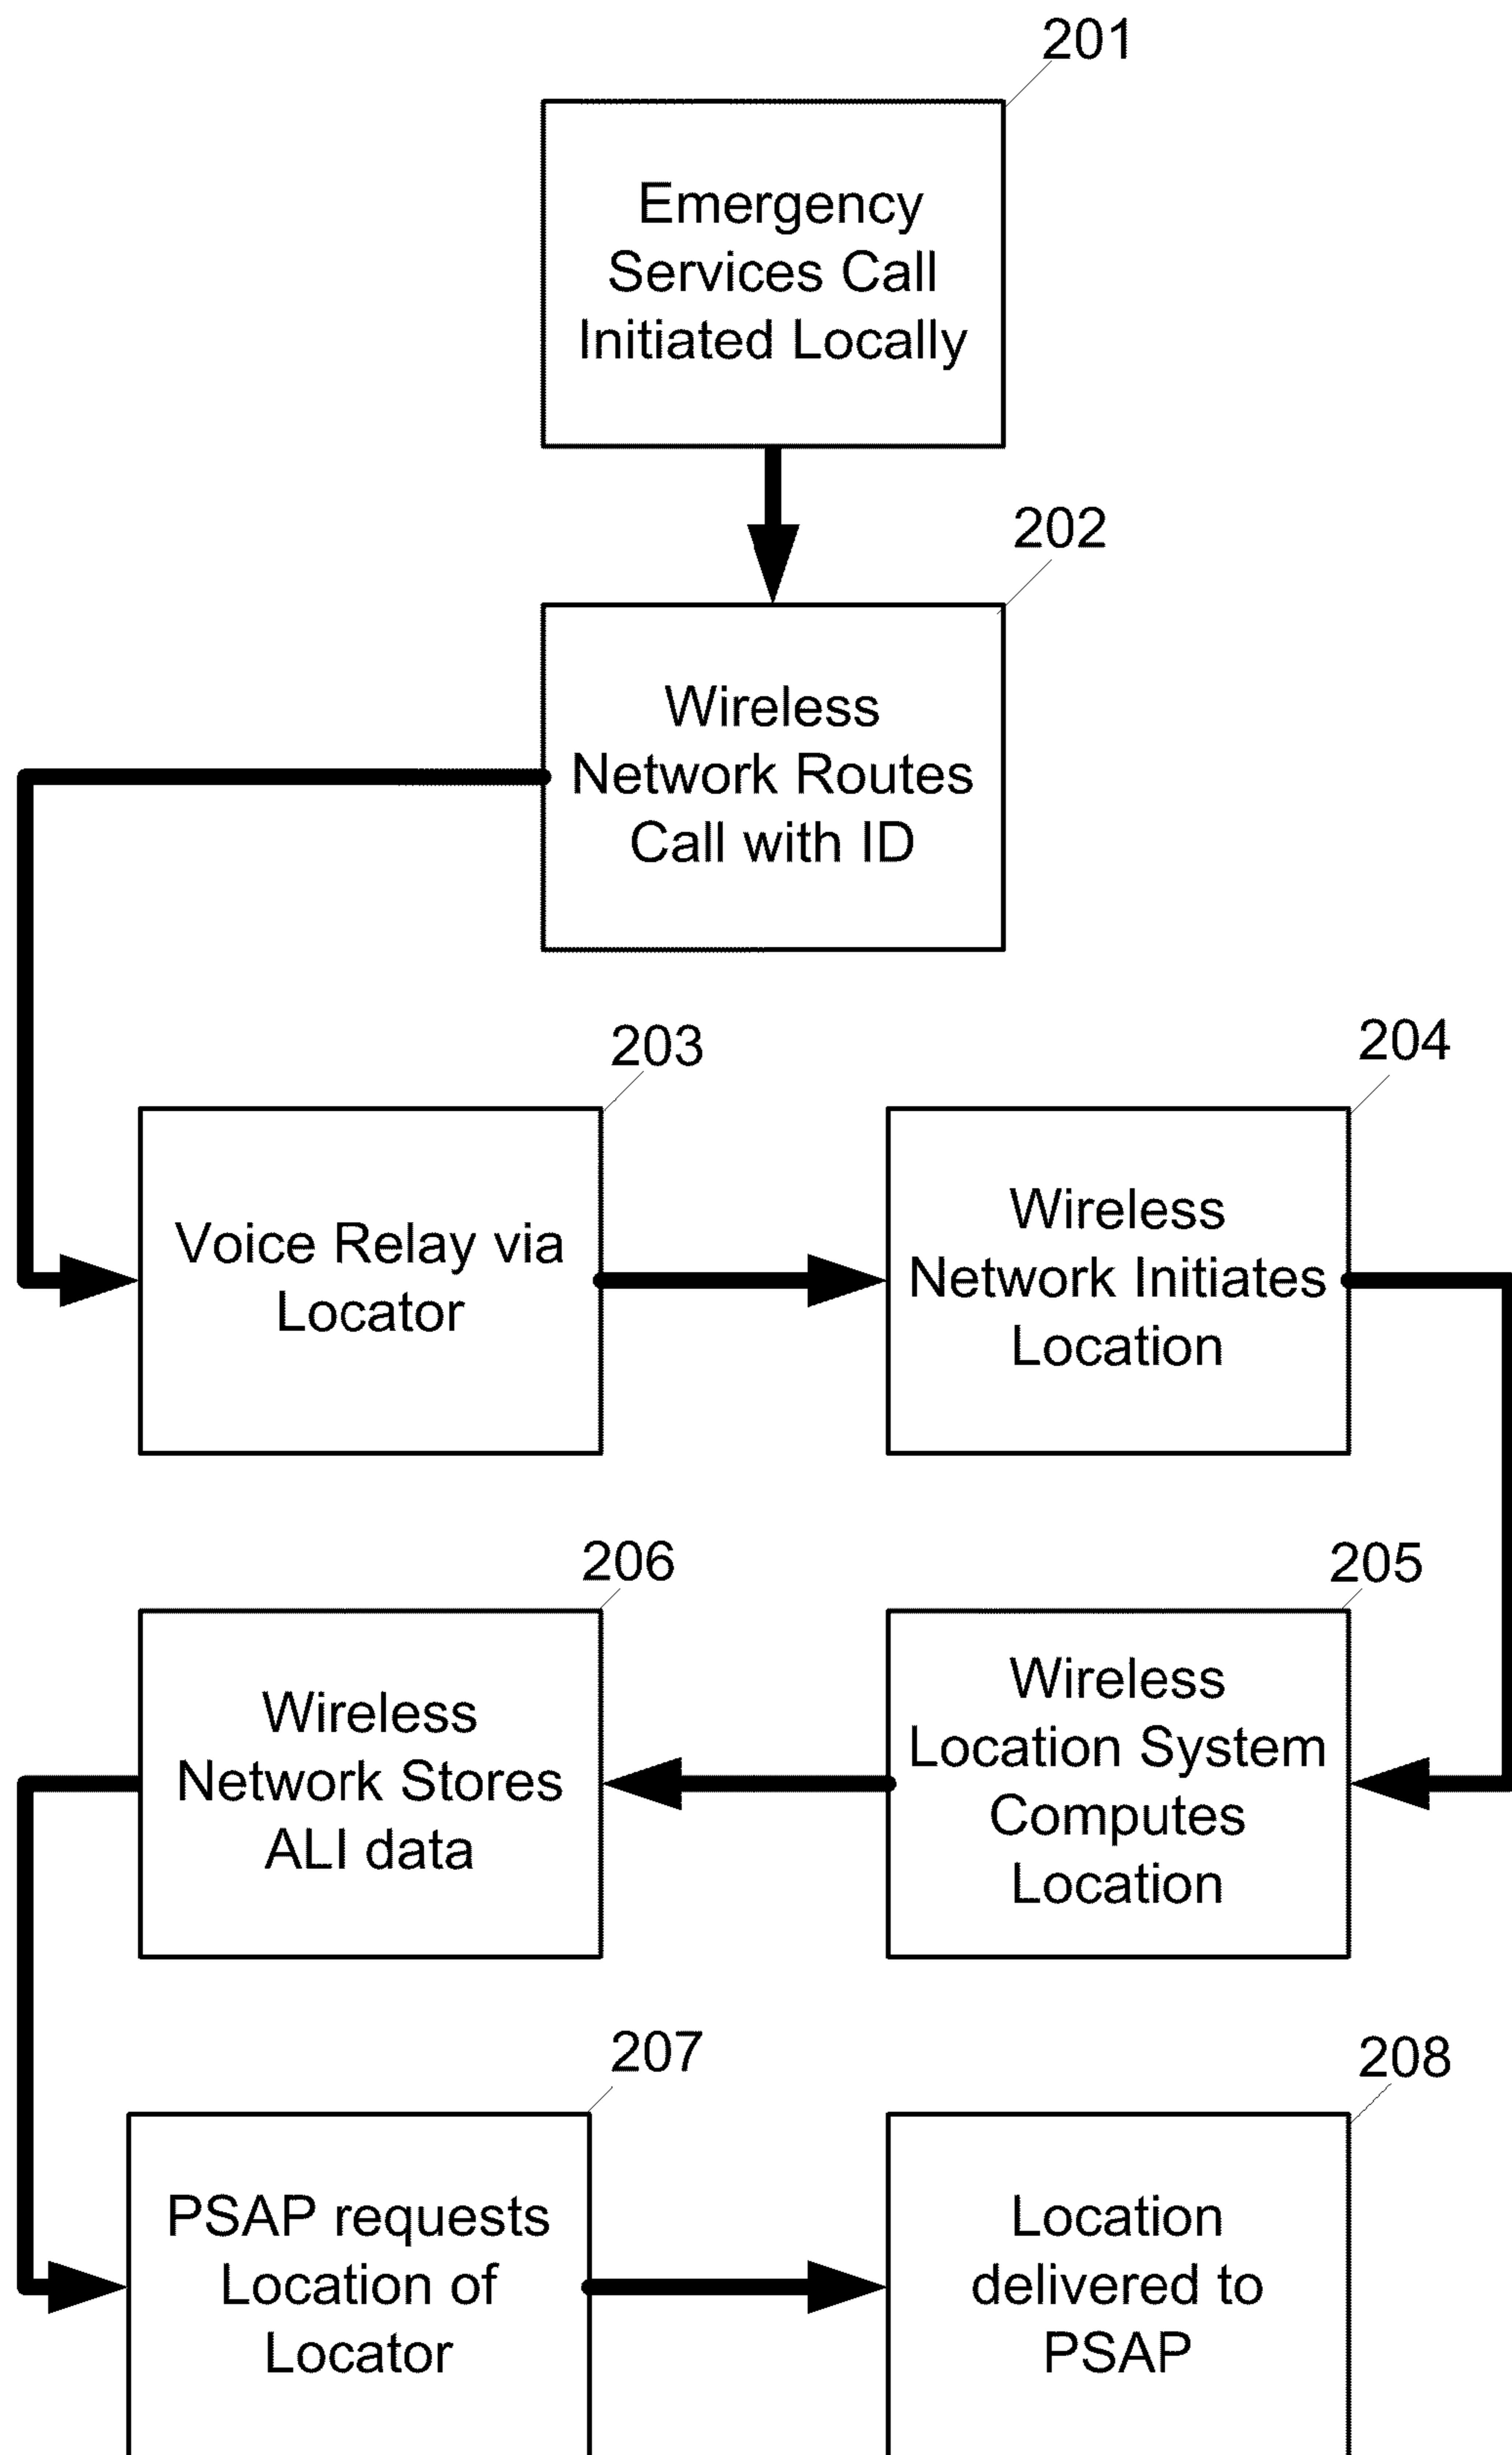 201
Emergency
Services Call
Initiated Locally
202
Wireless
Network Routes
Call with ID
203
Voice Relay via
Locator
204
Wireless
Network Initiates
Location
205
Wireless
Location System
Computes
Location
206
Wireless
Network Stores
ALI data
207
PSAP requests
Location of
Locator
208
Location
delivered to
PSAP